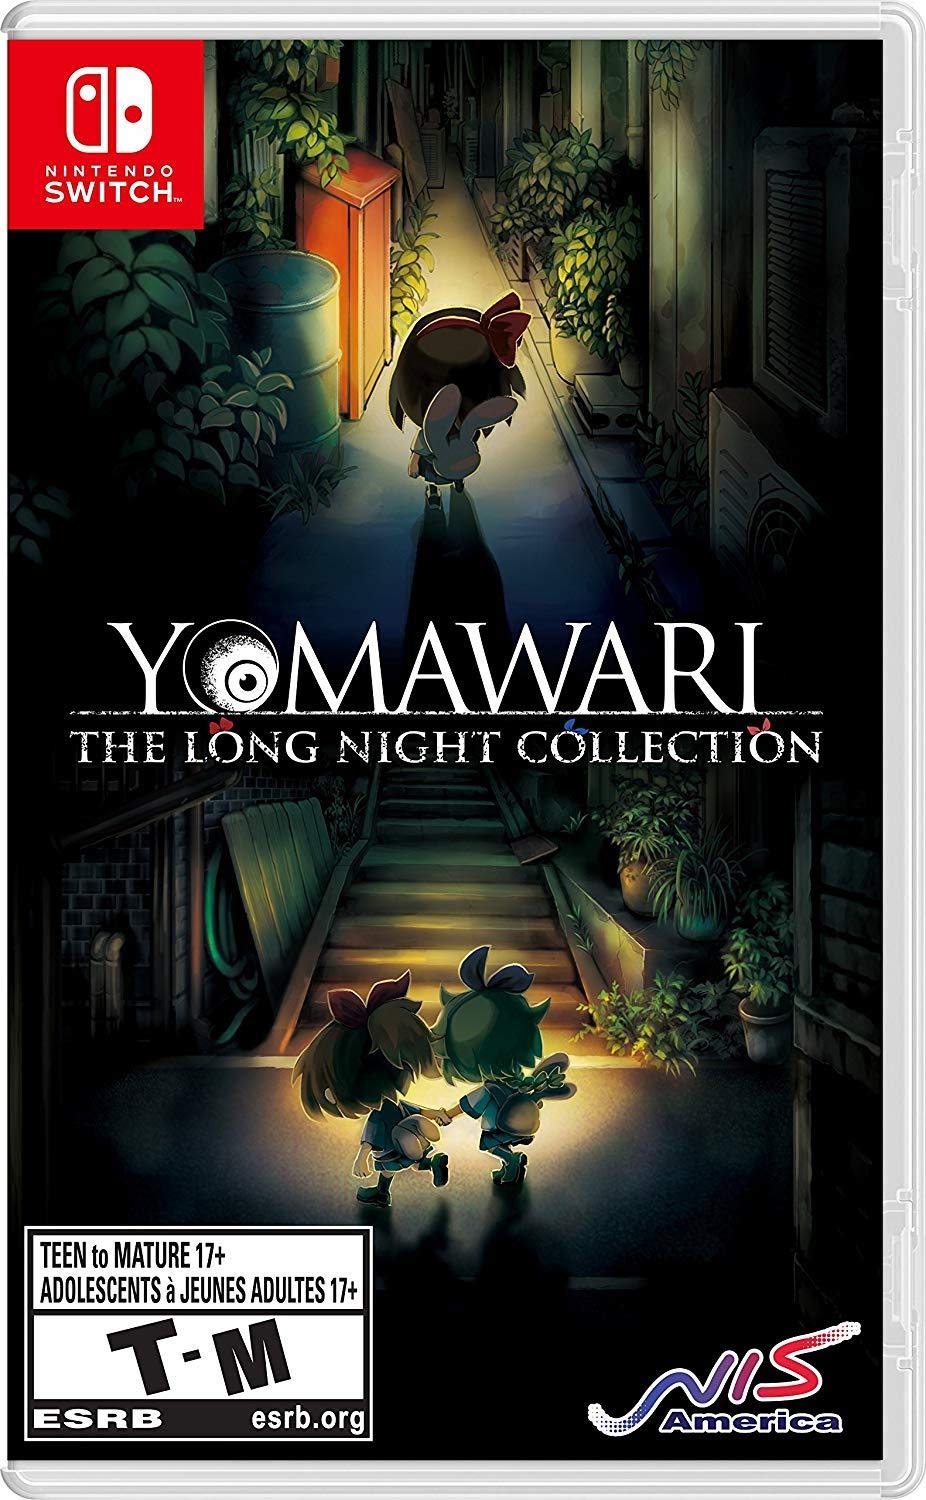 NINTENDO
SWITCH™
YOMAWARI
THE LONG NIGHT COLLECTION
TEEN to MATURE 17+
ADOLESCENTS à JEUNES ADULTES 17+
T-M
ESRB esrb.org
NIS
America